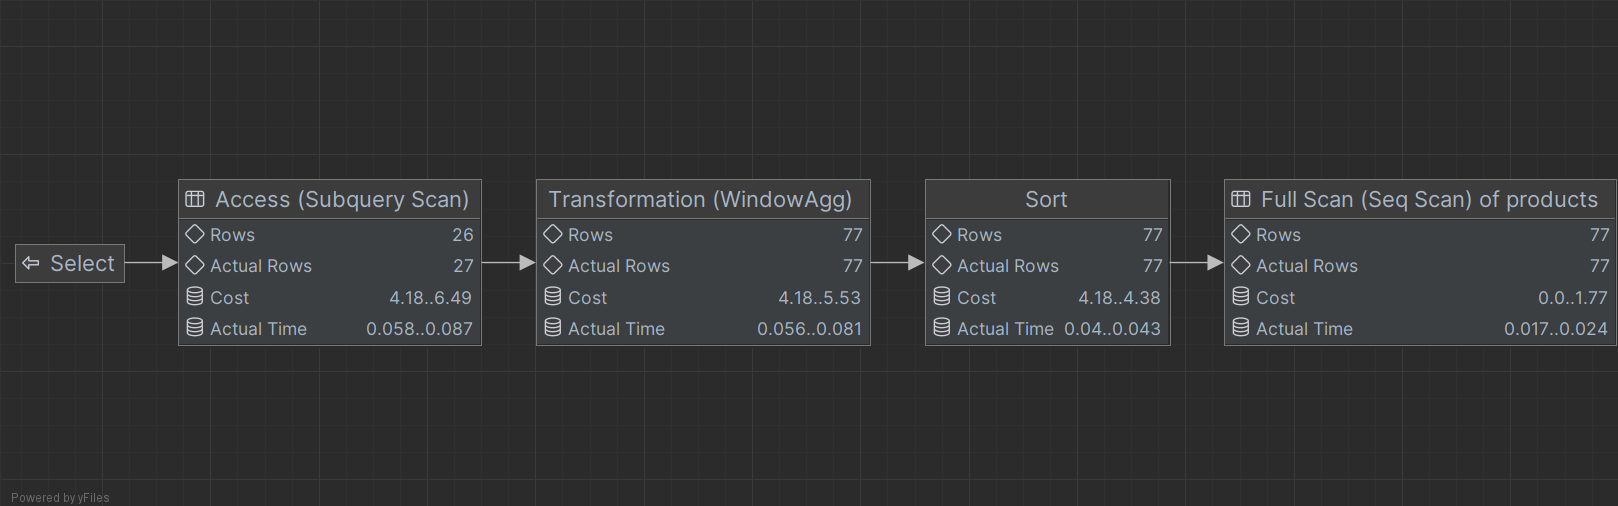 Select
Access (Subquery Scan)
Rows 26
Actual Rows 27
Cost 4.18..6.49
Actual Time 0.058..0.087
Transformation (WindowAgg)
Rows 77
Actual Rows 77
Cost 4.18..5.53
Actual Time 0.056..0.081
Sort
Rows 77
Actual Rows 77
Cost 4.18..4.38
Actual Time 0.04..0.043
Full Scan (Seq Scan) of products
Rows 77
Actual Rows 77
Cost 0.0..1.77
Actual Time 0.017..0.024
Powered by yFiles